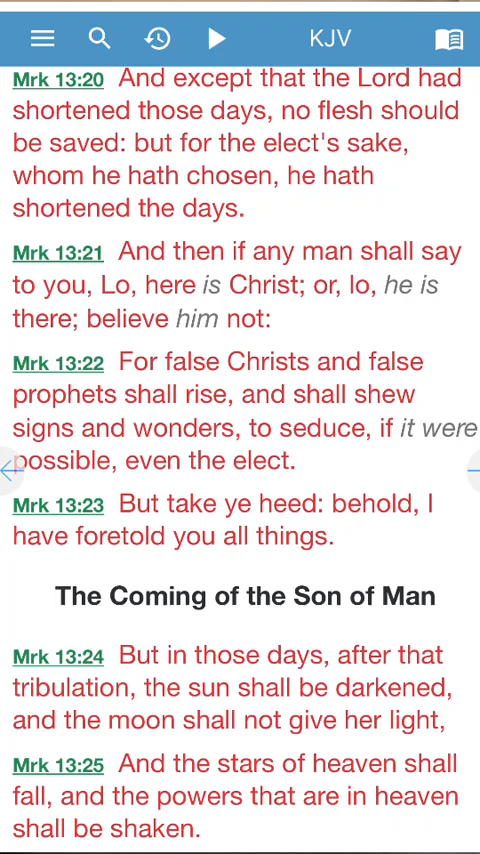 KJV
Mrk 13:20 And except that the Lord had
shortened those days, no flesh should
be saved: but for the elect's sake,
whom he hath chosen, he hath
shortened the days.
Mrk 13:21 And then if any man shall say
to you, Lo, here is Christ; or, lo, he is
there; believe him not:
Mrk 13:22 For false Christs and false
prophets shall rise, and shall shew
signs and wonders, to seduce, if it were
possible, even the elect.
Mrk 13:23 But take ye heed: behold, I
have foretold you all things.
The Coming of the Son of Man
Mrk 13:24 But in those days, after that
tribulation, the sun shall be darkened,
and the moon shall not give her light,
Mrk 13:25 And the stars of heaven shall
fall, and the powers that are in heaven
shall be shaken.